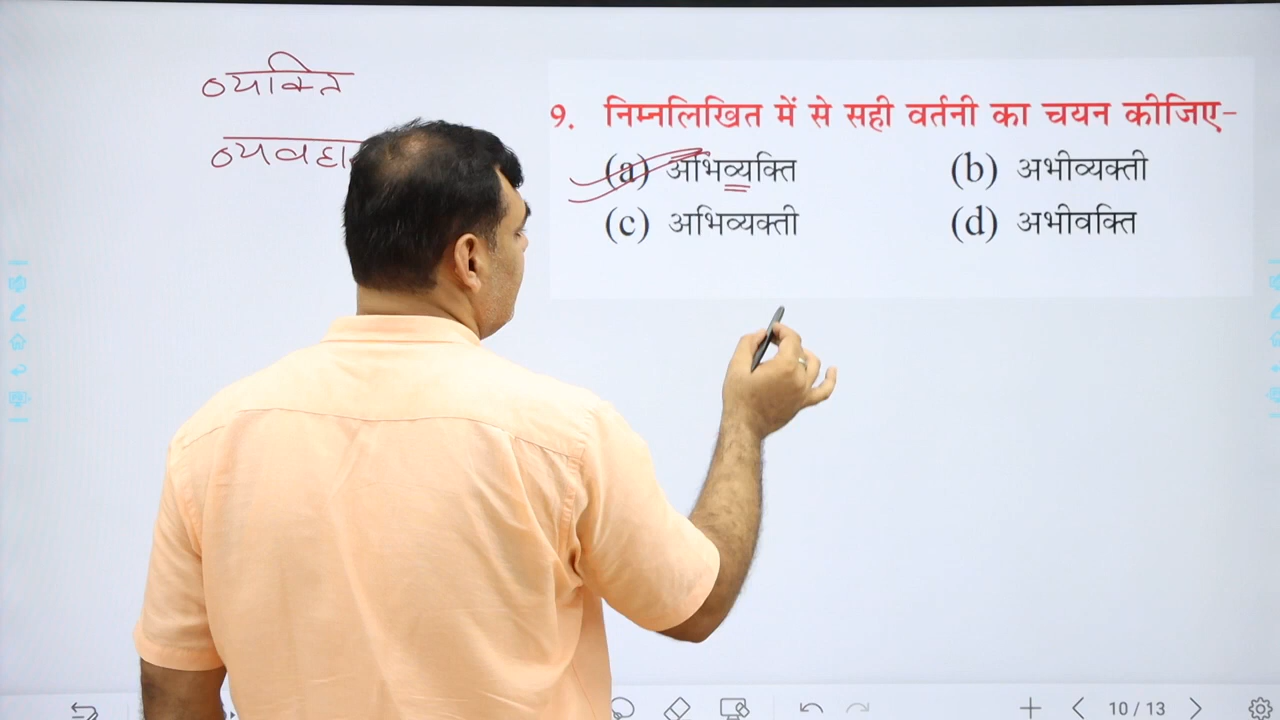 व्यक्ति
9. निम्नलिखित में से सही वर्तनी का चयन कीजिए-
(a) अभिव्यक्ति (b) अभीव्यक्ती
(c) अभिव्यक्ती (d) अभीवक्ति
10 / 13